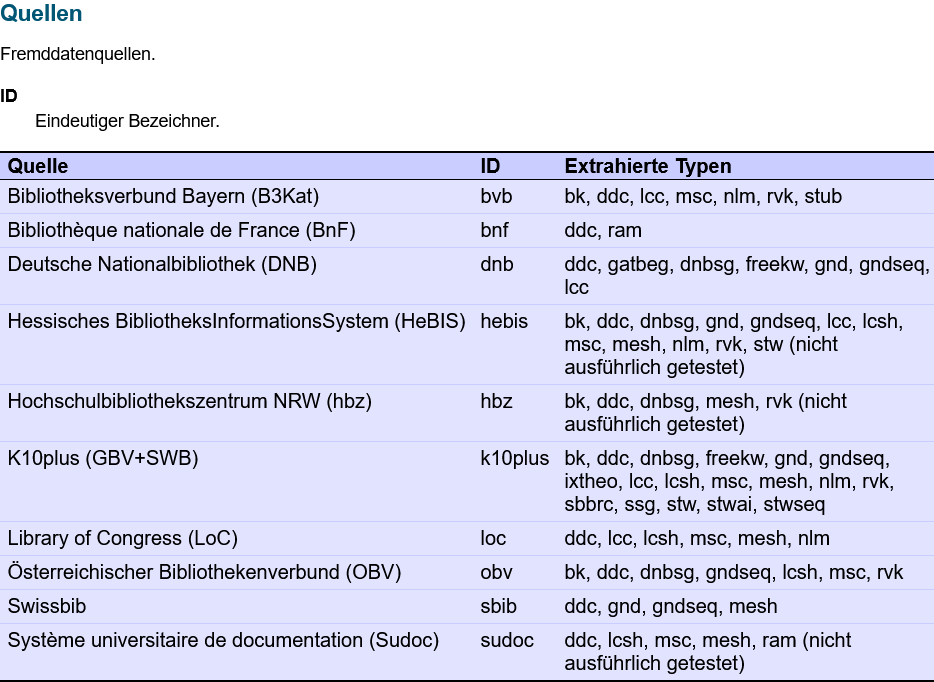 Quellen
Fremddatenquellen.
ID
Eindeutiger Bezeichner.
Quelle ID Extrahierte Typen
Bibliotheksverbund Bayern (B3Kat) bvb bk, ddc, lcc, msc, nlm, rvk, stub
Bibliothèque nationale de France (BnF) bnf ddc, ram
Deutsche Nationalbibliothek (DNB) dnb ddc, gatbeg, dnbsg, freekw, gnd, gndseq,
lcc
Hessisches BibliotheksInformationsSystem (HeBIS) hebis bk, ddc, dnbsg, gnd, gndseq, lcc, lcsh,
msc, mesh, nlm, rvk, stw (nicht
ausführlich getestet)
Hochschulbibliothekszentrum NRW (hbz) hbz bk, ddc, dnbsg, mesh, rvk (nicht
ausführlich getestet)
K10plus (GBV+SWB) k10plus bk, ddc, dnbsg, freekw, gnd, gndseq,
ixtheo, lcc, lcsh, msc, mesh, nlm, rvk,
sbbrc, ssg, stw, stwai, stwseq
Library of Congress (LoC) loc ddc, lcc, lcsh, msc, mesh, nlm
Österreichischer Bibliothekenverbund (OBV) obv bk, ddc, dnbsg, gndseq, lcsh, msc, rvk
Swissbib sbib ddc, gnd, gndseq, mesh
Système universitaire de documentation (Sudoc) sudoc ddc, lcsh, msc, mesh, ram (nicht
ausführlich getestet)